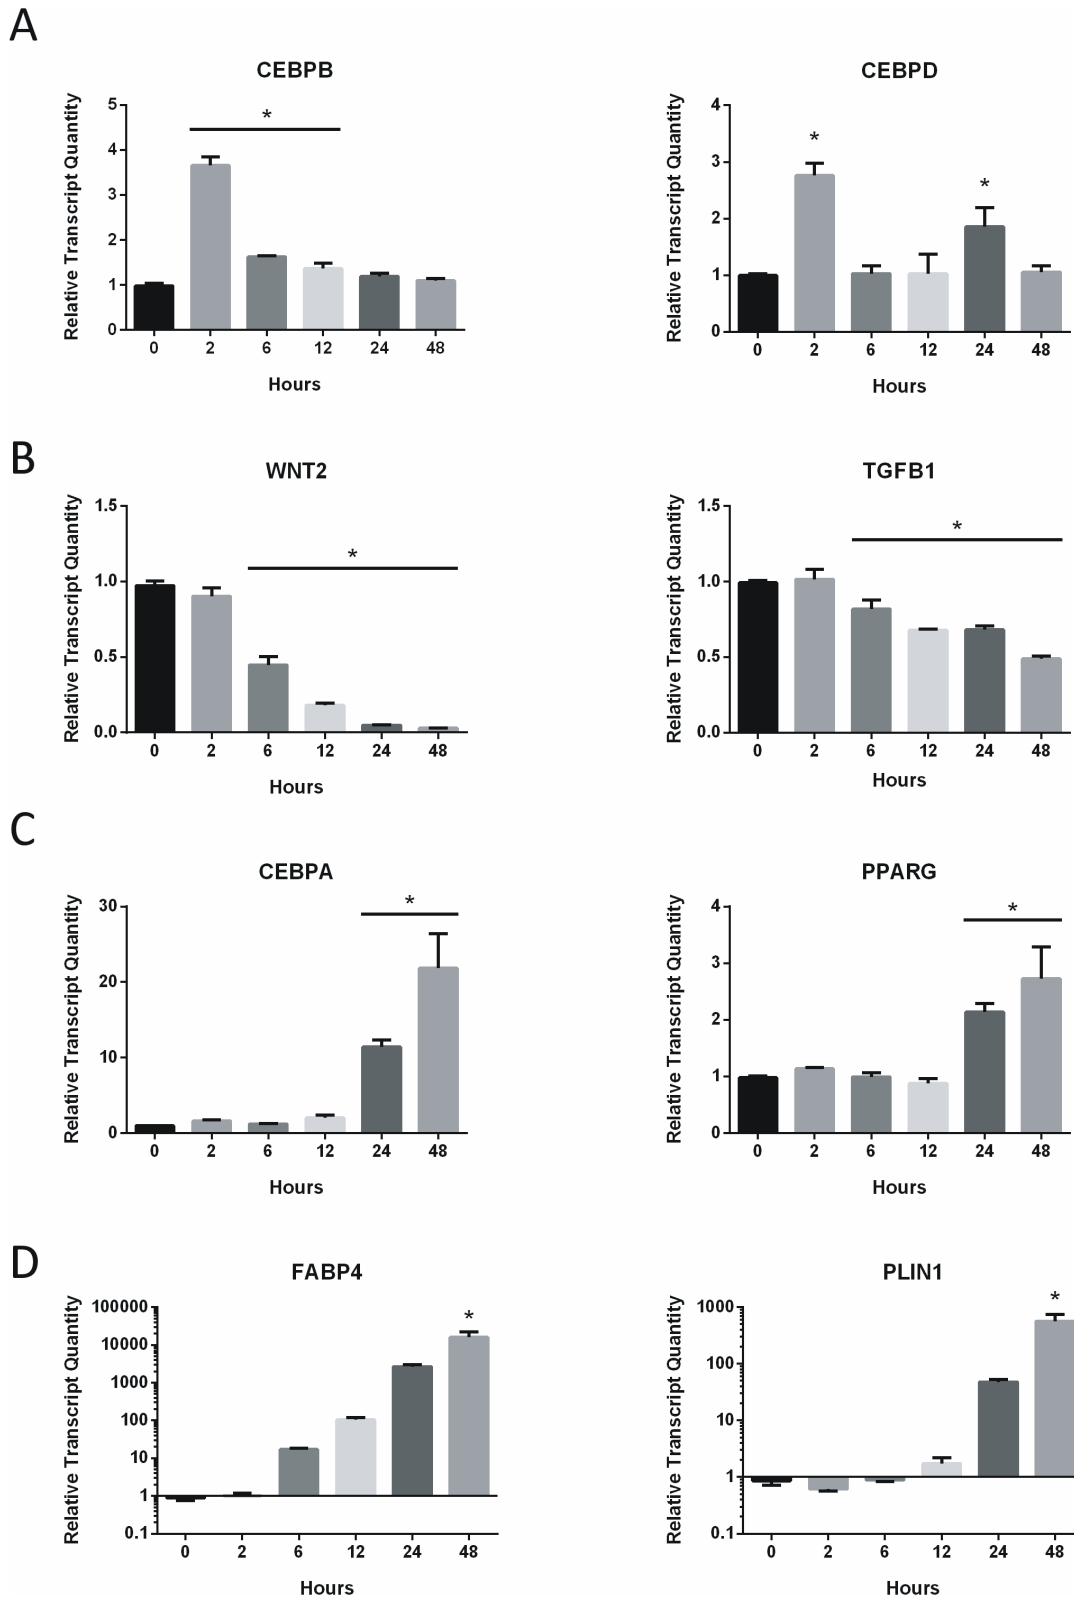 A
CEBPB
CEBPD
Relative Transcript Quantity
5
4
3
2
1
0
*
0 2 6 12 24 48
Hours
Relative Transcript Quantity
4
3
2
1
0
*
*
0 2 6 12 24 48
Hours
B
WNT2
TGFB1
Relative Transcript Quantity
1.5
1.0
0.5
0.0
*
0 2 6 12 24 48
Hours
Relative Transcript Quantity
1.5
1.0
0.5
0.0
*
0 2 6 12 24 48
Hours
C
CEBPA
PPARG
Relative Transcript Quantity
30
20
10
0
*
0 2 6 12 24 48
Hours
Relative Transcript Quantity
4
3
2
1
0
*
0 2 6 12 24 48
Hours
D
FABP4
PLIN1
Relative Transcript Quantity
100000
10000
1000
100
10
1
0.1
*
0 2 6 12 24 48
Hours
Relative Transcript Quantity
1000
100
10
1
0.1
*
0 2 6 12 24 48
Hours